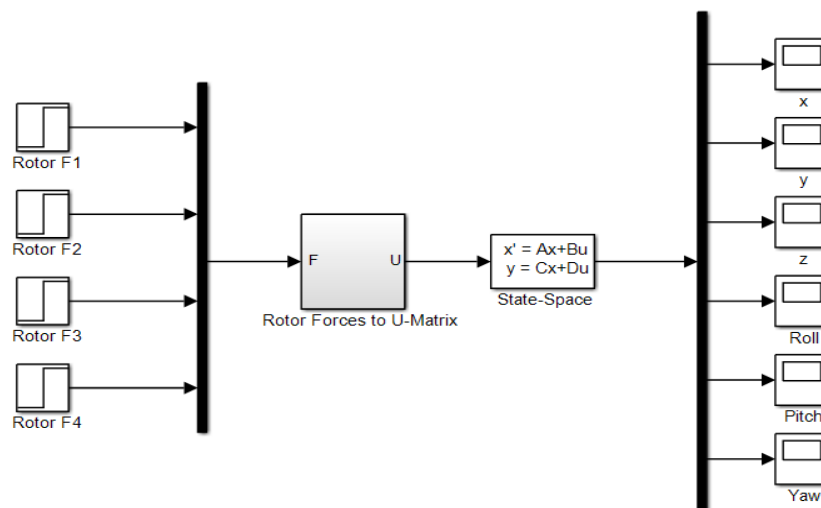 Rotor F1
Rotor F2
Rotor F3
Rotor F4
F
U
Rotor Forces to U-Matrix
x' = Ax+Bu
y = Cx+Du
State-Space
x
y
z
Roll
Pitch
Yaw